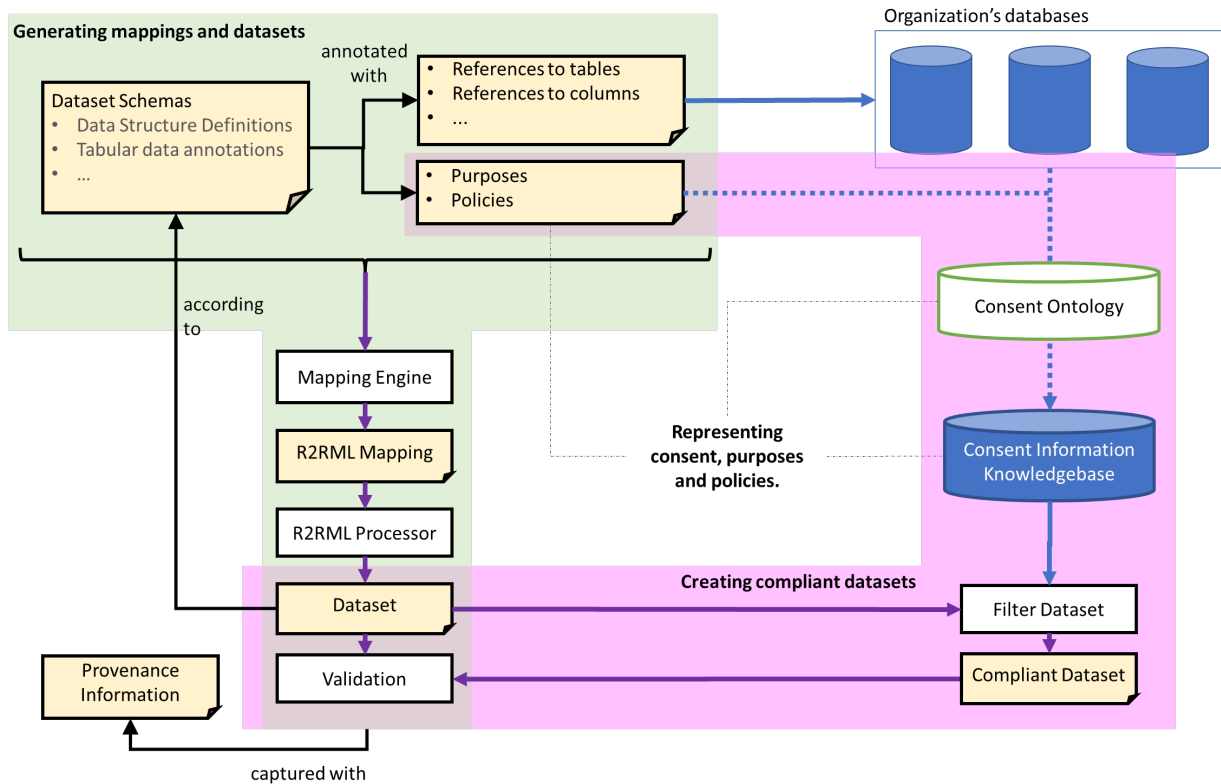 Organization's databases
Generating mappings and datasets
annotated
with
• References to tables
• References to columns
• ...
Dataset Schemas
• Data Structure Definitions
• Tabular data annotations
• ...
• Purposes
• Policies
according
to
Consent Ontology
Mapping Engine
Representing
consent, purposes
and policies.
R2RML Mapping
Consent Information
Knowledgebase
R2RML Processor
Creating compliant datasets
Dataset
Filter Dataset
Provenance
Information
Validation
Compliant Dataset
captured with